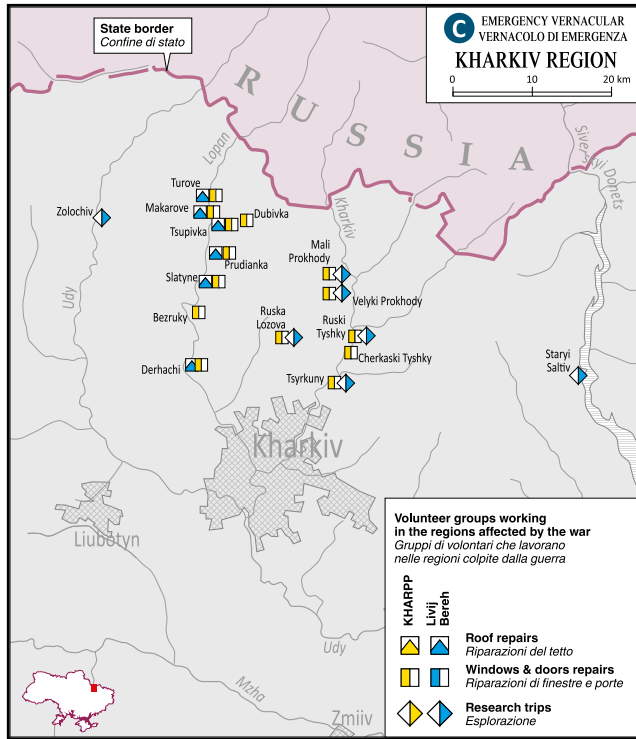 State border
Confine di stato
C
EMERGENCY VERNACULAR
VERNACOLO DI EMERGENZA
KHARKIV REGION
0 10 20 km
RUSSIA
Lopan
Siverskyi Donets
Turove
Zolochiv
Makarove
Dubivka
Tsupivka
Kharkiv
Mali
Prokhody
Prudianka
Slatyne
Velyki Prokhody
Udy
Bezruky
Ruska
Lozova
Ruski
Tyshky
Cherkaski Tyshky
Staryi
Saltiv
Derhachi
Tsyrkuny
Kharkiv
Liubotyn
Udy
Mzha
Zmiiv
Volunteer groups working
in the regions affected by the war
Gruppi di volontari che lavorano
nelle regioni colpite dalla guerra
KHARPP
Livij
Bereh
Roof repairs
Riparazioni del tetto
Windows & doors repairs
Riparazioni di finestre e porte
Research trips
Esplorazione